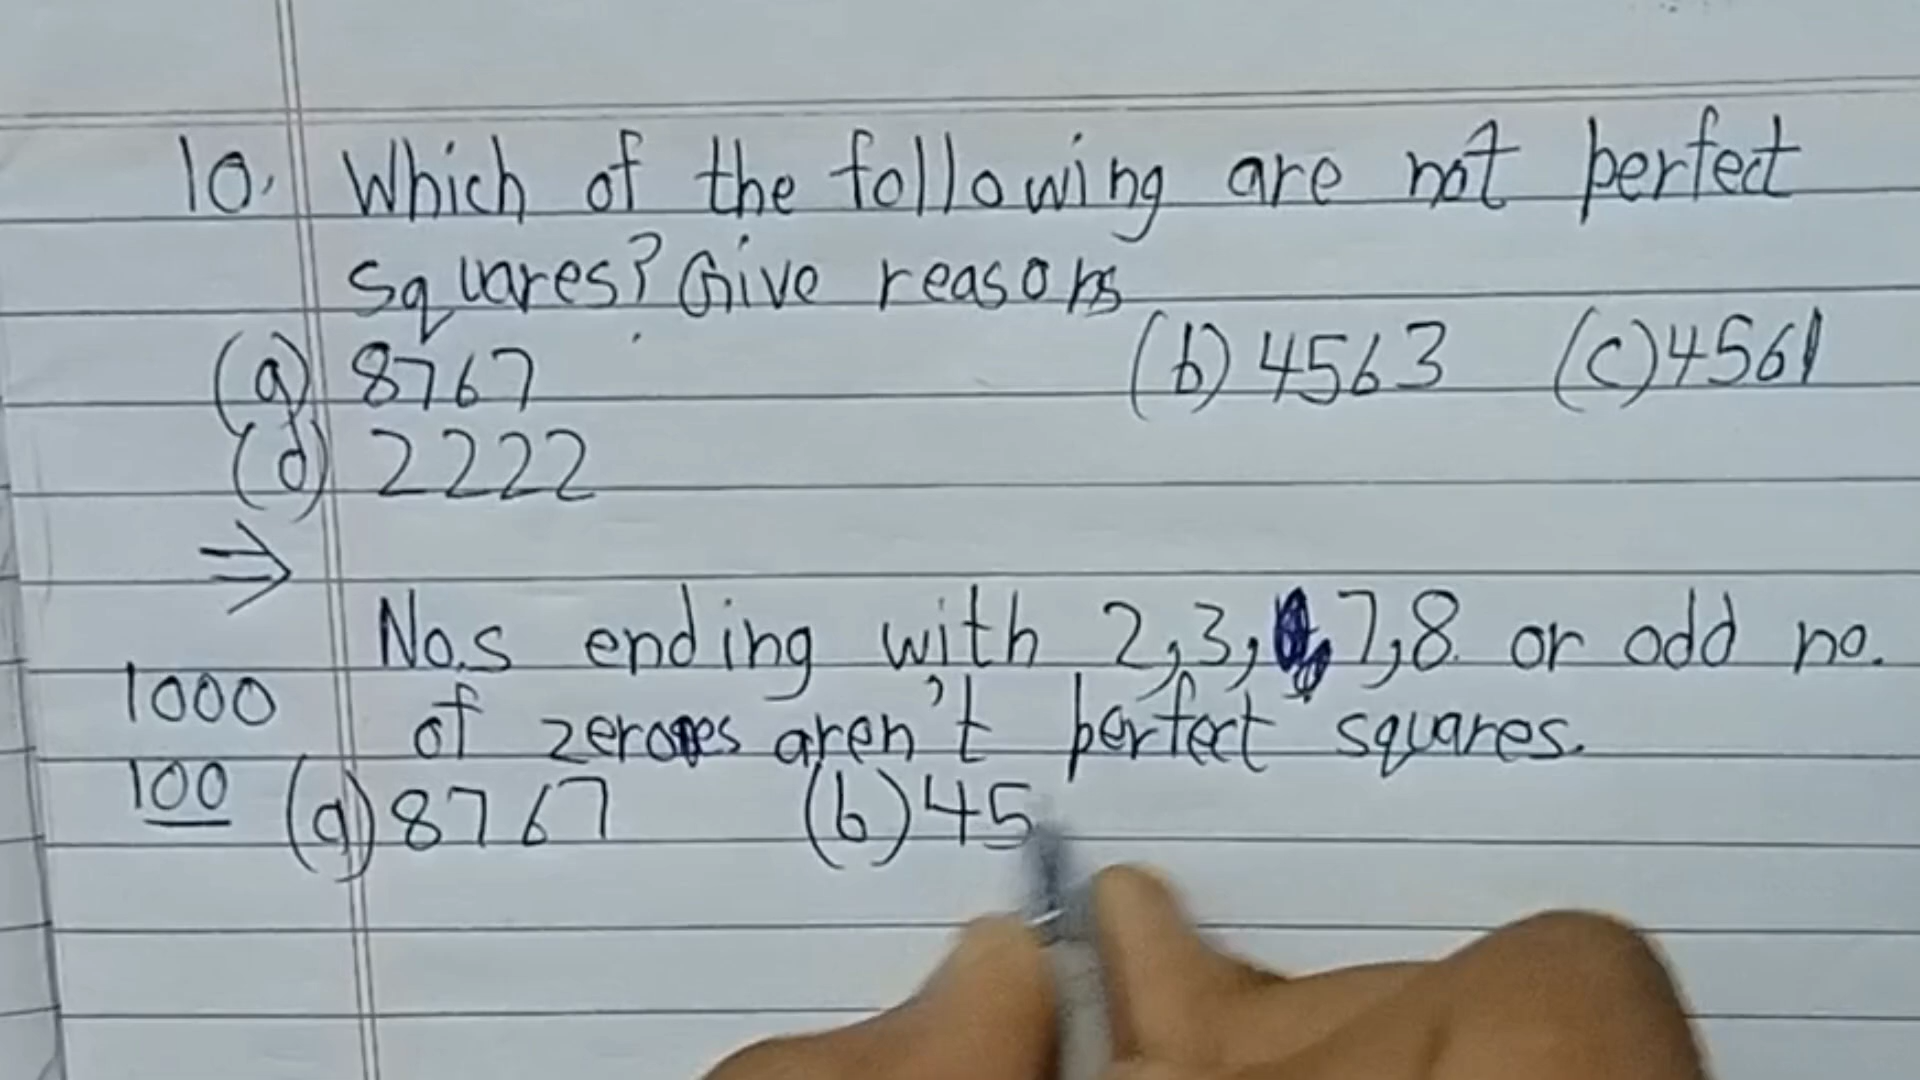 10. Which of the following are not perfect
squares? Give reasons
(a) 8767 (b) 4563 (c) 4561
(d) 2222
⇒
No.s ending with 2,3, 7,8 or odd no.
1000 of zeroes aren't perfect squares.
100 (a) 8767 (b) 45